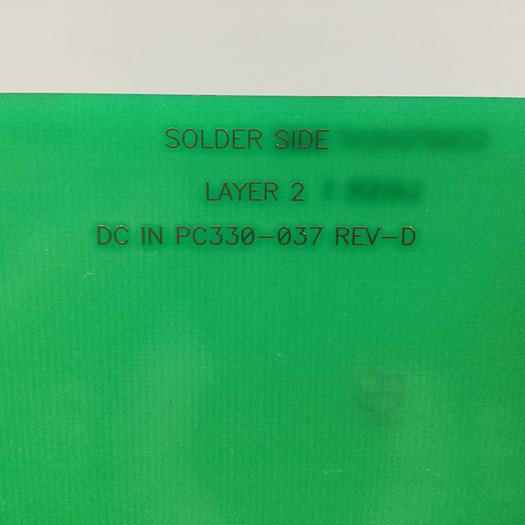 SOLDER SIDE
LAYER 2
DC IN PC330-037 REV-D